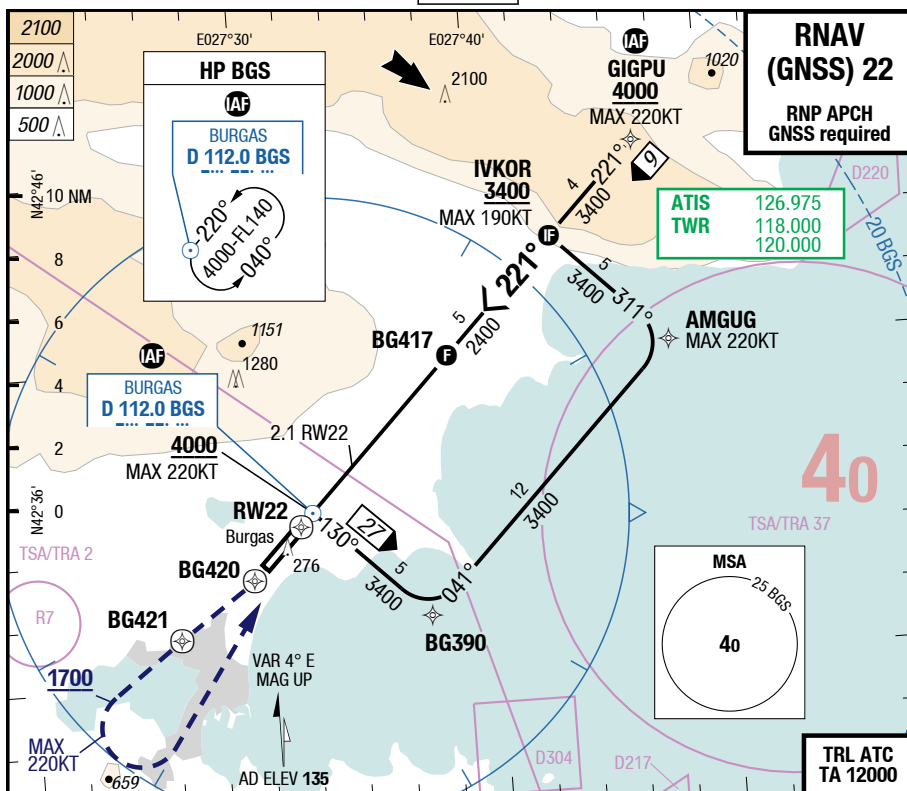 2100
2000
1000
500
E027°30'
E027°40'
HP BGS
IAF
BURGAS
D 112.0 BGS
220°
4000-FL140
040°
2100
IAF
GIGPU
4000
MAX 220KT
1020
RNAV
(GNSS) 22
RNP APCH
GNSS required
D220
N42°46'
10 NM
8
6
4
2
N42°36'
0
IVKOR
3400
MAX 190KT
IF
221°
4
3400
9
ATIS 126.975
TWR 118.000
120.000
20 BGS
221°
5
2400
5
3400
311°
AMGUG
MAX 220KT
BG417
F
1151
1280
IAF
BURGAS
D 112.0 BGS
4000
MAX 220KT
2.1 RW22
12
3400
40
TSA/TRA 37
RW22
Burgas
276
130°
27
5
3400
041°
BG390
TSA/TRA 2
R7
BG420
BG421
1700
MAX
220KT
659
VAR 4° E
MAG UP
AD ELEV 135
MSA
25 BGS
40
D304
D217
TRL ATC
TA 12000